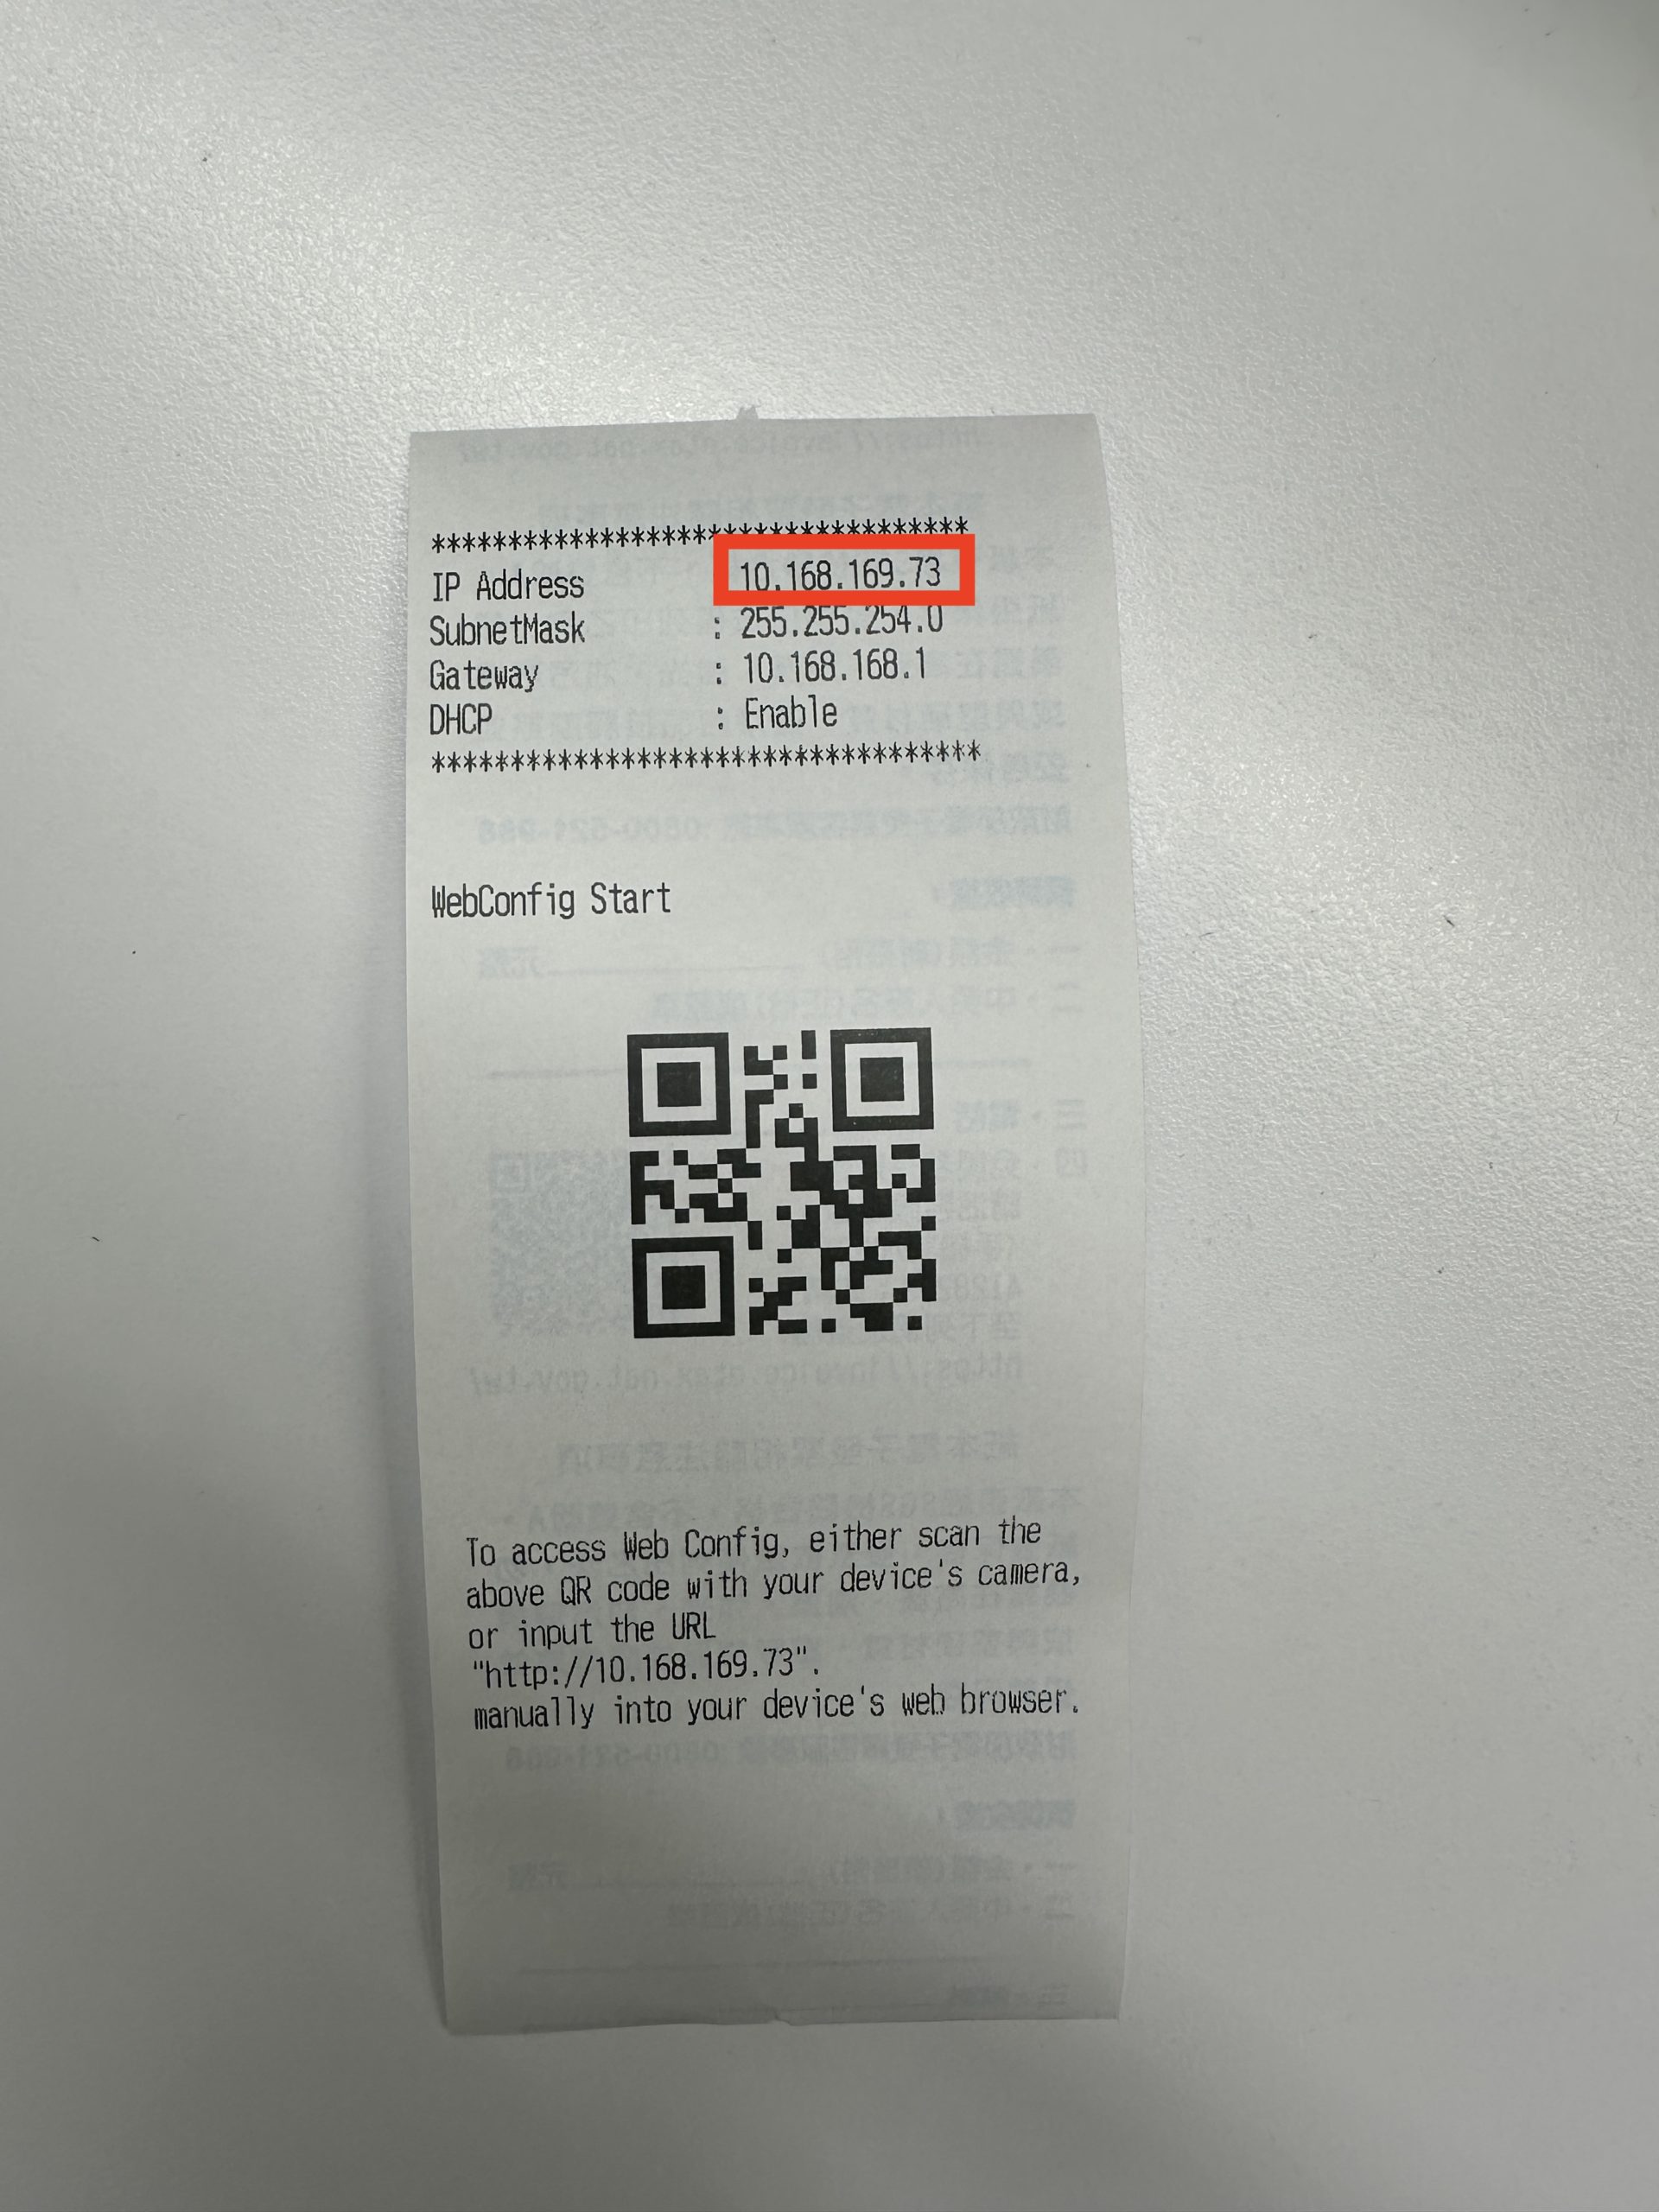 **********************************
IP Address 10.168.169.73
SubnetMask : 255.255.254.0
Gateway : 10.168.168.1
DHCP : Enable
**********************************
WebConfig Start
To access Web Config, either scan the
above QR code with your device's camera,
or input the URL
"http://10.168.169.73".
manually into your device's web browser.